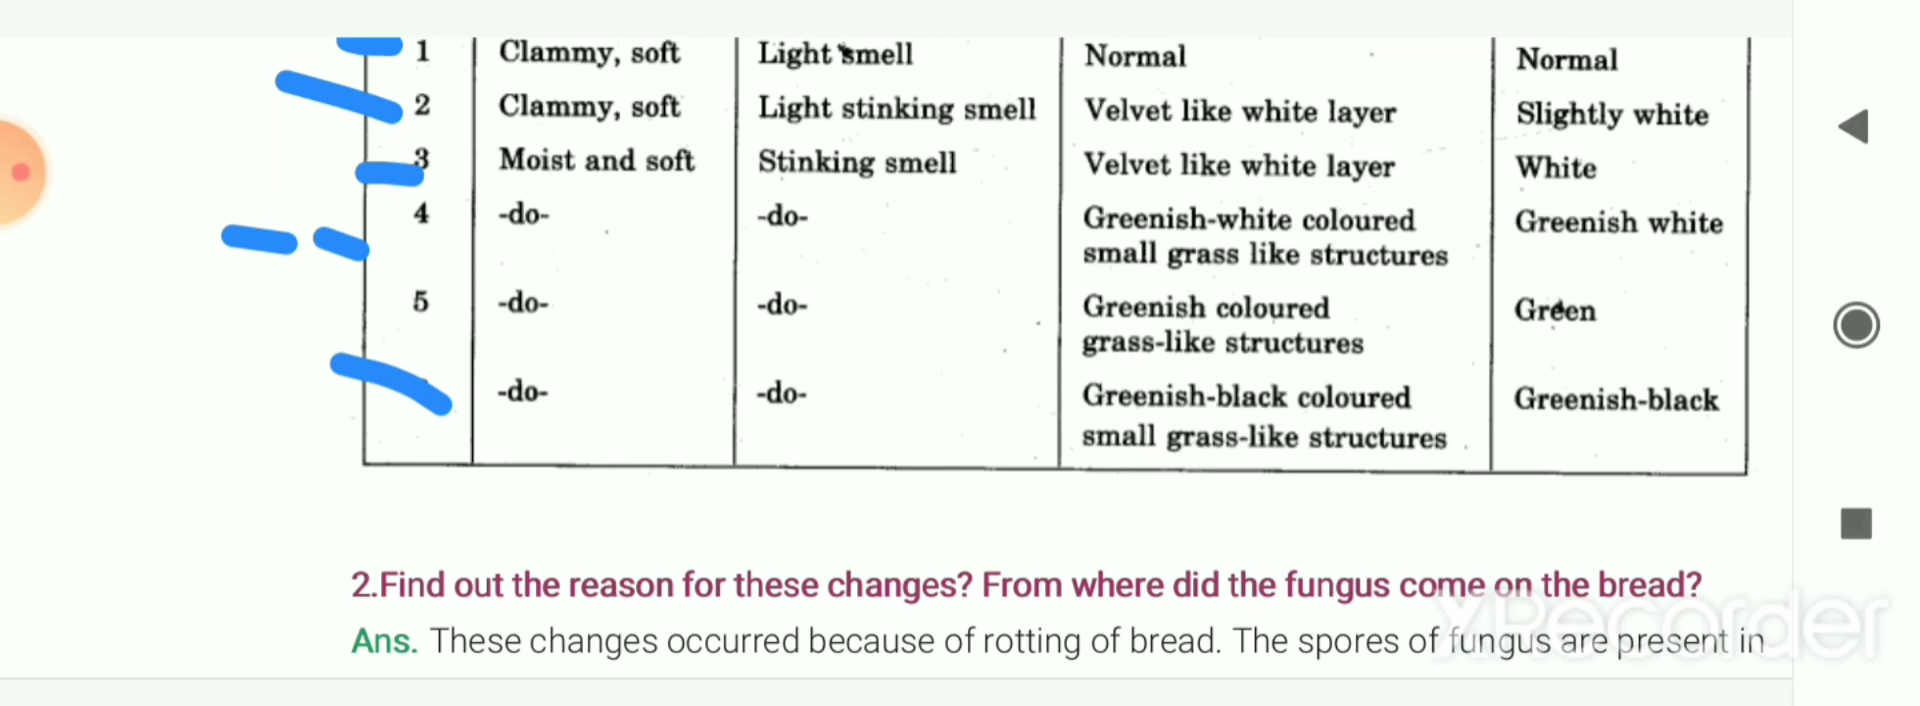 1 Clammy, soft Light smell Normal Normal
2 Clammy, soft Light stinking smell Velvet like white layer Slightly white
3 Moist and soft Stinking smell Velvet like white layer White
4 -do- -do- Greenish-white coloured Greenish white
small grass like structures
5 -do- -do- Greenish coloured Green
grass-like structures
-do- -do- Greenish-black coloured Greenish-black
small grass-like structures
2.Find out the reason for these changes? From where did the fungus come on the bread?
Ans. These changes occurred because of rotting of bread. The spores of fungus are present in
XRecorder